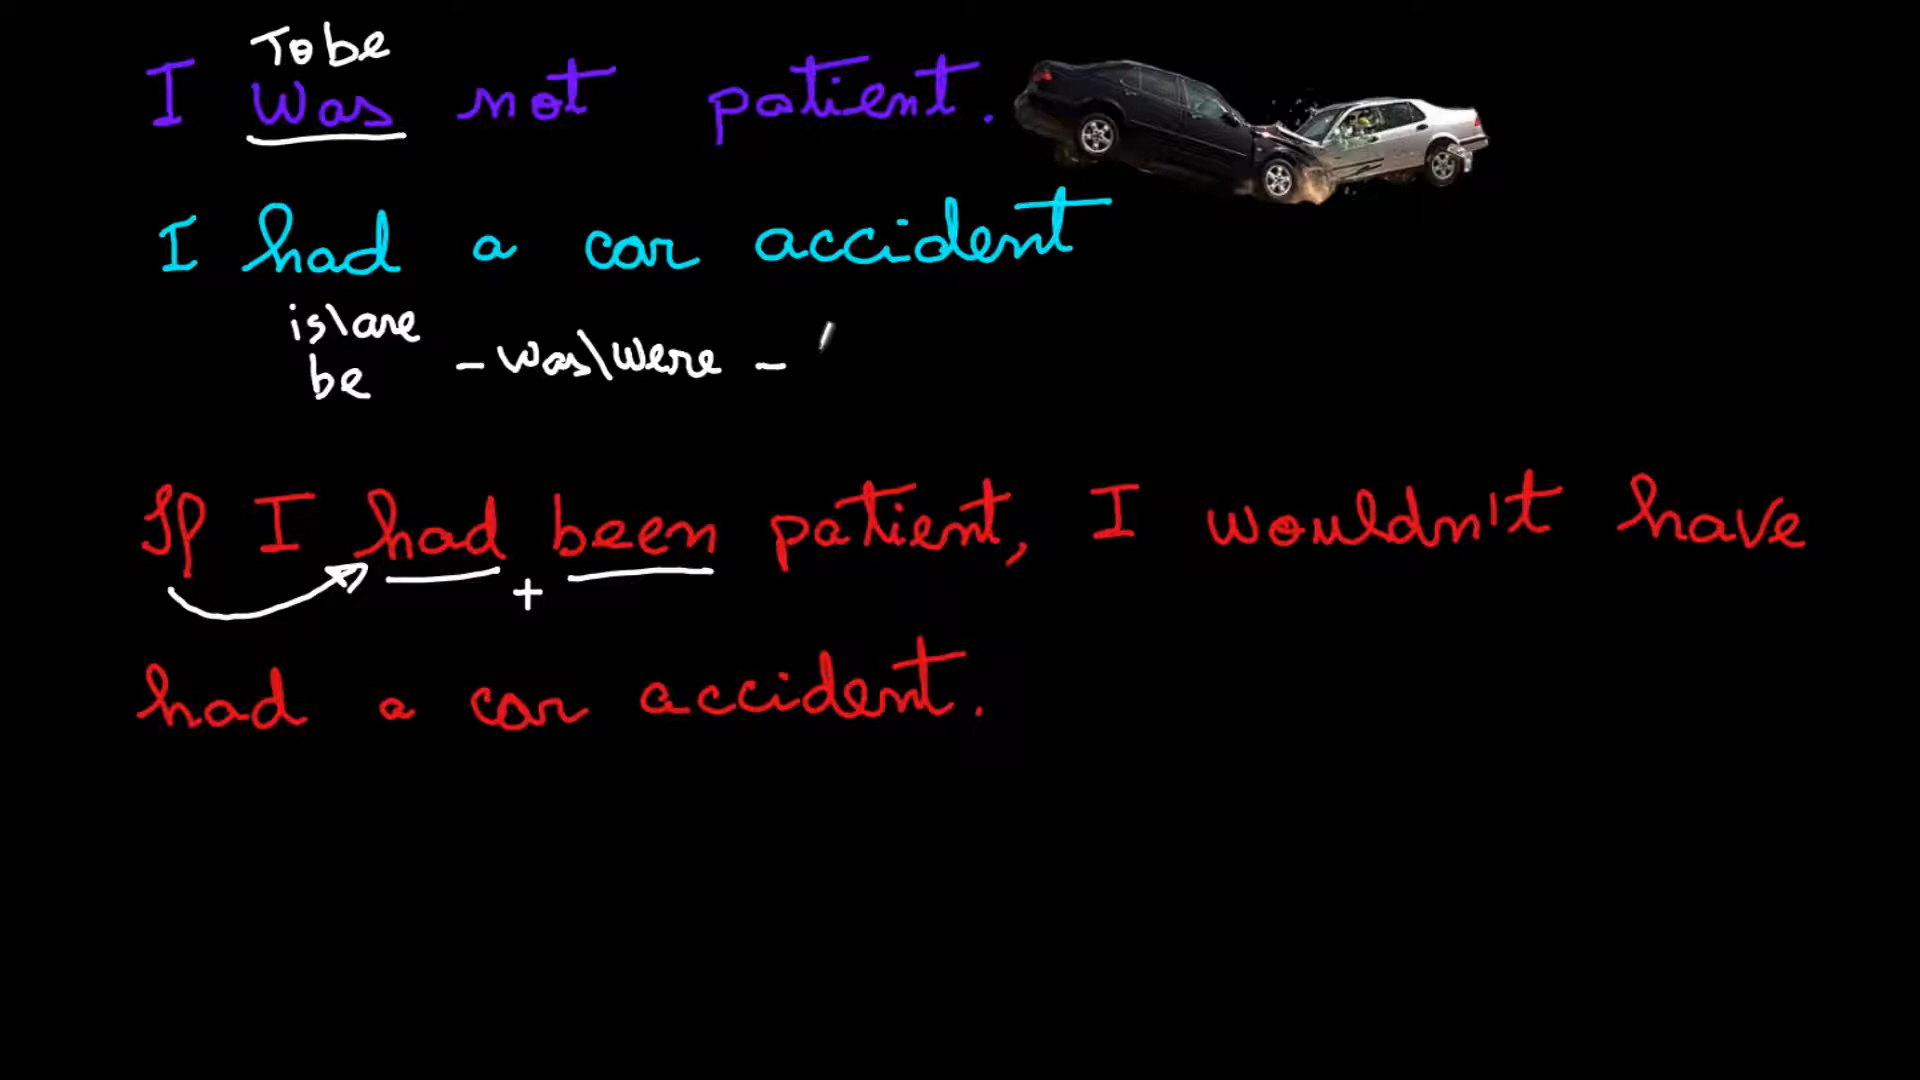 To be
I was not patient.
I had a car accident
is\are
be - was\were -
If I had been patient, I wouldn't have
+
had a car accident.